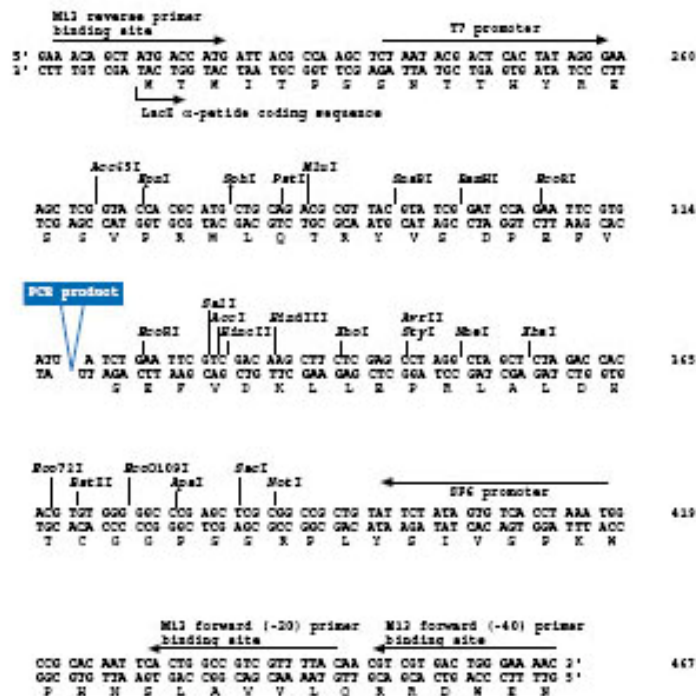 M13 reverse primer
binding site T7 promoter
5' GAA ACA GCT ATG ACC ATG ATT ACG CCA AGC TCT AAT ACG ACT CAC TAT AGG GAA 260
3' CTT TGT CGA TAC TGG TAC TAA TGC GGT TCG AGA TTA TGC TGA GTG ATA TCC CTT
M T M I T P S S N T T H Y R E
LacZ α-petide coding sequence
Acc65I KpnI SphI PstI MluI SnaBI BamHI EcoRI
AGC TCG GTA CCA CGC ATG CTG CAG ACG CGT TAC GTA TCG GAT CCA GAA TTC GTG 314
TCG AGC CAT GGT GCG TAC GAC GTC TGC GCA ATG CAT AGC CTA GGT CTT AAG CAC
S S V P R M L Q T R Y V S D P E F V
PCR product
EcoRI SalI AccI HincII HindIII XhoI AvrII StyI NheI XbaI
ATU A TCT GAA TTC GTC GAC AAG CTT CTC GAG CCT AGG CTA GCT CTA GAC CAC 365
TA UT AGA CTT AAG CAG CTG TTC GAA GAG CTC GGA TCC GAT CGA GAT CTG GTG
S E F V D K L L E P R L A L D H
Eco72I BstII EcoO109I ApaI SacI NotI
SP6 promoter
ACG TGT GGG GGC CCG AGC TCG CGG CCG CTG TAT TCT ATA GTG TCA CCT AAA TGG 419
TGC ACA CCC CCG GGC TCG AGC GCC GGC GAC ATA AGA TAT CAC AGT GGA TTT ACC
T C G G P S S R P L Y S I V S P K W
M13 forward (-20) primer
binding site M13 forward (-40) primer
binding site
CCG CAC AAT TCA CTG GCC GTC GTT TTA CAA CGT CGT GAC TGG GAA AAC 3' 467
GGC GTG TTA AGT GAC CGG CAG CAA AAT GTT GCA GCA CTG ACC CTT TTG 5'
P H N S L A V V L Q R R D W E N